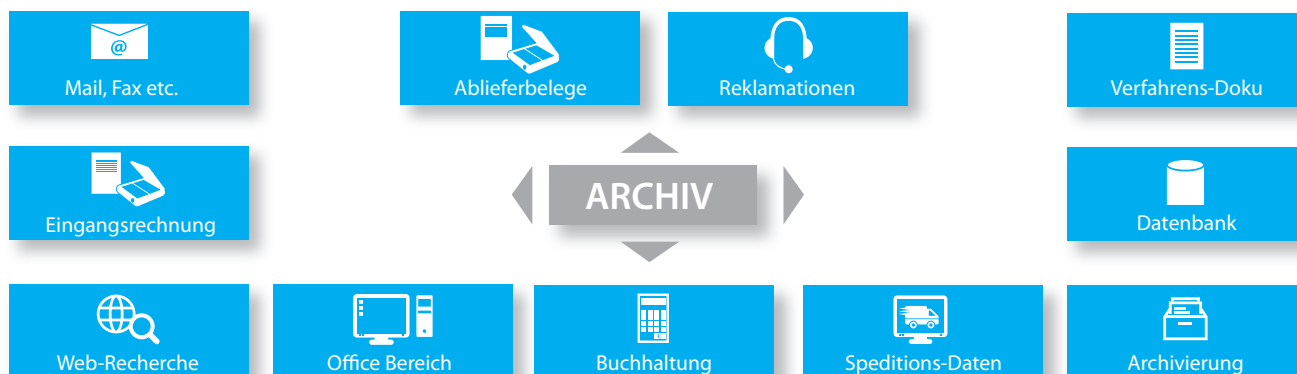 @
Mail, Fax etc.
Ablieferbelege
Reklamationen
Verfahrens-Doku
Eingangsrechnung
ARCHIV
Datenbank
Web-Recherche
Office Bereich
Buchhaltung
Speditions-Daten
Archivierung